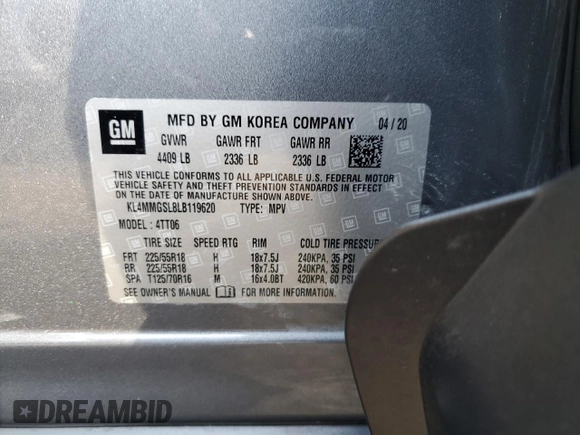 GM
MFD BY GM KOREA COMPANY 04/20
GVWR GAWR FRT GAWR RR
4409 LB 2336 LB 2336 LB
THIS VEHICLE CONFORMS TO ALL APPLICABLE U.S. FEDERAL MOTOR
VEHICLE SAFETY AND THEFT PREVENTION STANDARDS IN EFFECT
ON THE DATE OF MANUFACTURE SHOWN ABOVE.
KL4MMGSL8LB119620 TYPE: MPV
MODEL: 4TT06
TIRE SIZE SPEED RTG RIM COLD TIRE
FRT 225/55R18 H 18x7.5J 240KPA, 35 PSI
RR 225/55R18 H 18x7.5J 240KPA, 35 PSI
SPA T125/70R16 M 16x4.0BT 420KPA, 60 PSI
SEE OWNER'S MANUAL FOR MORE INFORMATION.
DREAMBID